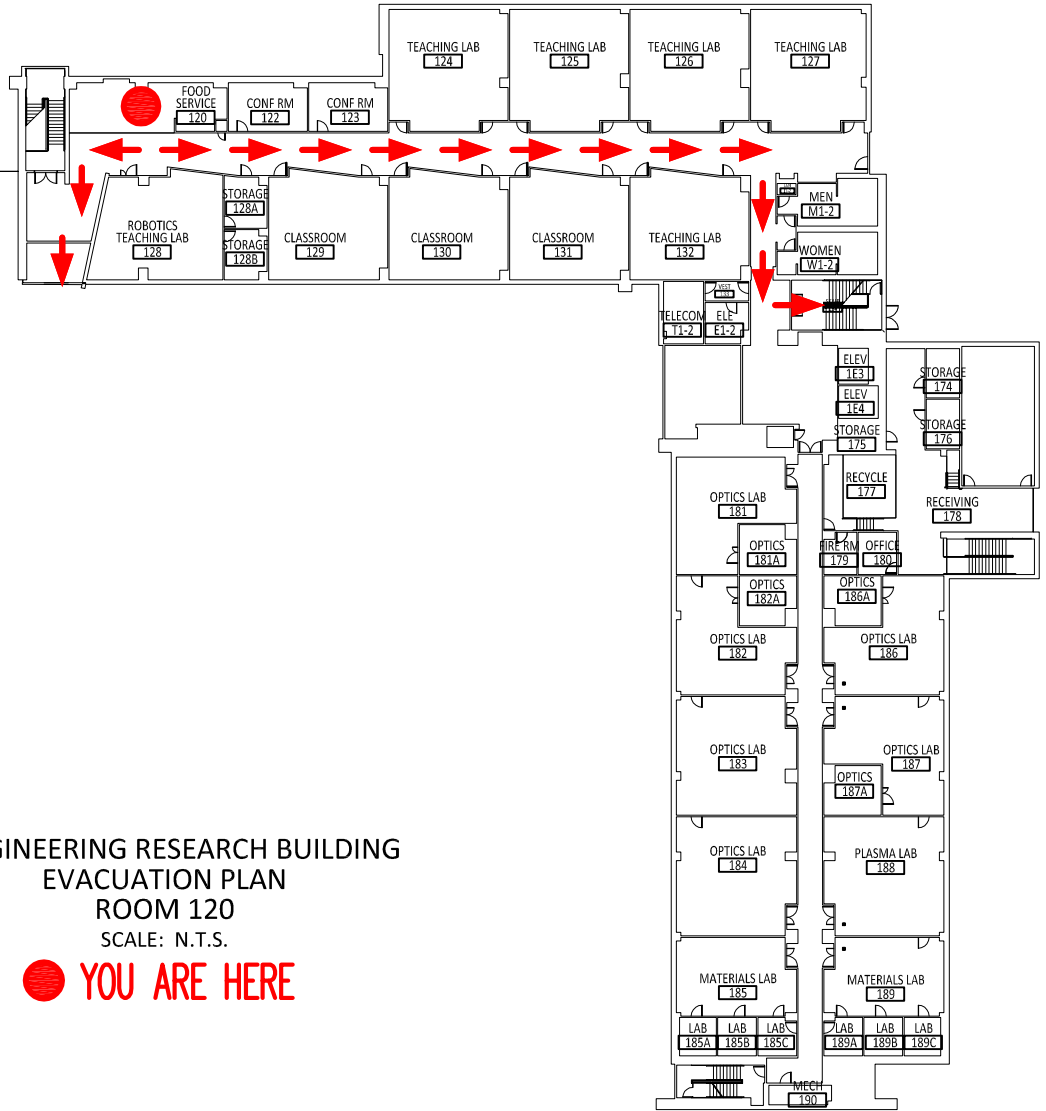 TEACHING LAB
124
TEACHING LAB
125
TEACHING LAB
126
TEACHING LAB
127
FOOD
SERVICE
120
CONF RM
122
CONF RM
123
ROBOTICS
TEACHING LAB
128
STORAGE
128A
STORAGE
128B
CLASSROOM
129
CLASSROOM
130
CLASSROOM
131
TEACHING LAB
132
MEN
M1-2
WOMEN
W1-2
VEST
TELECOM
T1-2
ELE
E1-2
ELEV
1E3
ELEV
1E4
STORAGE
175
STORAGE
174
STORAGE
176
RECYCLE
177
RECEIVING
178
OPTICS LAB
181
OPTICS
181A
FIRE RM
179
OFFICE
180
OPTICS
182A
OPTICS
186A
OPTICS LAB
182
OPTICS LAB
186
OPTICS LAB
183
OPTICS LAB
187
OPTICS
187A
OPTICS LAB
184
PLASMA LAB
188
MATERIALS LAB
185
MATERIALS LAB
189
LAB
185A
LAB
185B
LAB
185C
LAB
189A
LAB
189B
LAB
189C
MECH
190
GINEERING RESEARCH BUILDING
EVACUATION PLAN
ROOM 120
SCALE: N.T.S.
YOU ARE HERE